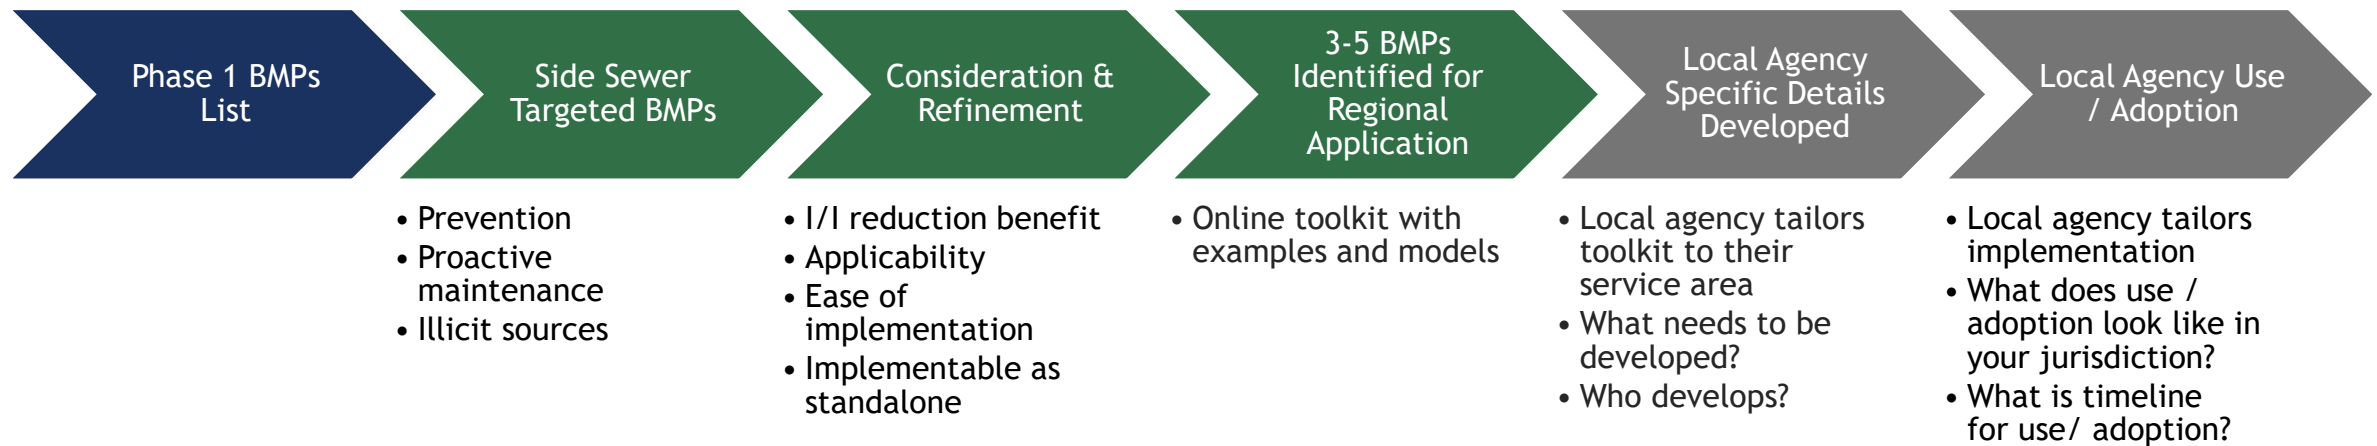 Phase 1 BMPs
List
Side Sewer
Targeted BMPs
• Prevention
• Proactive
maintenance
• Illicit sources
Consideration &
Refinement
• I/I reduction benefit
• Applicability
• Ease of
implementation
• Implementable as
standalone
3-5 BMPs
Identified for
Regional
Application
• Online toolkit with
examples and models
Local Agency
Specific Details
Developed
• Local agency tailors
toolkit to their
service area
• What needs to be
developed?
• Who develops?
Local Agency Use
/ Adoption
• Local agency tailors
implementation
• What does use /
adoption look like in
your jurisdiction?
• What is timeline
for use/ adoption?